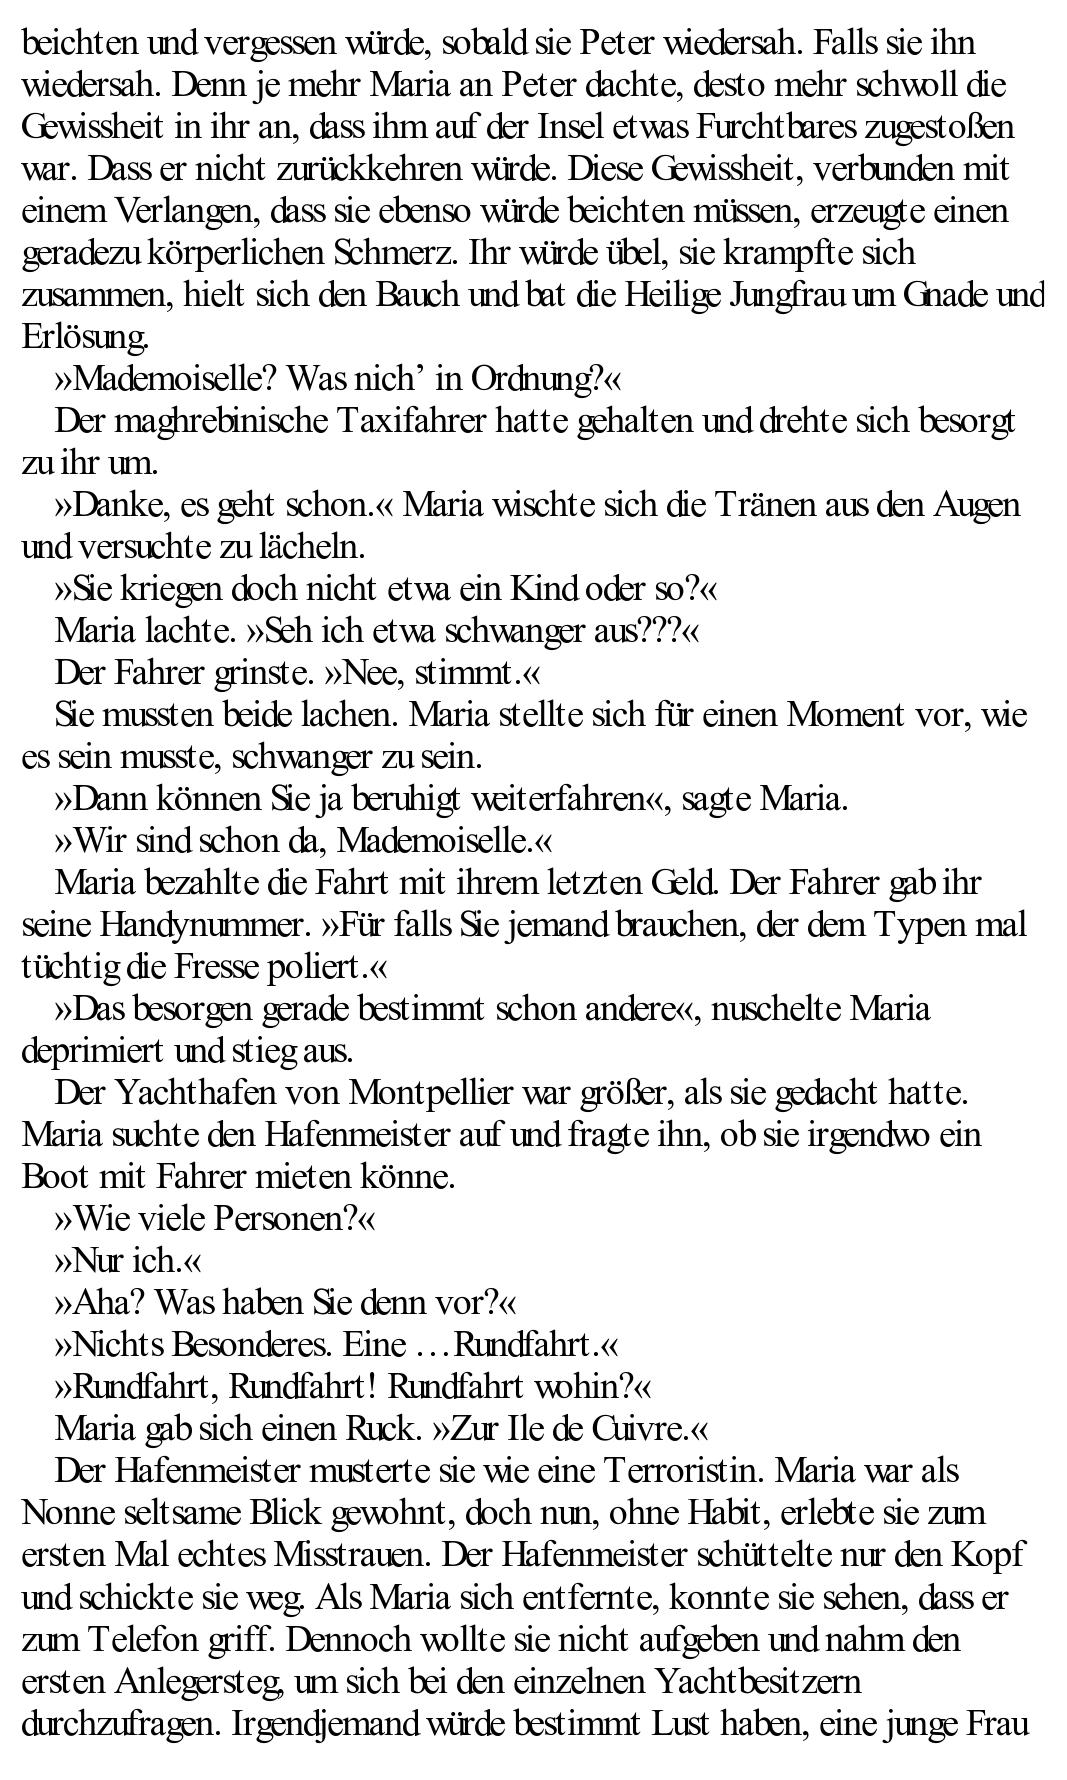 beichten und vergessen würde, sobald sie Peter wiedersah. Falls sie ihn
wiedersah. Denn je mehr Maria an Peter dachte, desto mehr schwoll die
Gewissheit in ihr an, dass ihm auf der Insel etwas Furchtbares zugestoßen
war. Dass er nicht zurückkehren würde. Diese Gewissheit, verbunden mit
einem Verlangen, dass sie ebenso würde beichten müssen, erzeugte einen
geradezu körperlichen Schmerz. Ihr würde übel, sie krampfte sich
zusammen, hielt sich den Bauch und bat die Heilige Jungfrau um Gnade und
Erlösung.
»Mademoiselle? Was nich’ in Ordnung?«
Der maghrebinische Taxifahrer hatte gehalten und drehte sich besorgt
zu ihr um.
»Danke, es geht schon.« Maria wischte sich die Tränen aus den Augen
und versuchte zu lächeln.
»Sie kriegen doch nicht etwa ein Kind oder so?«
Maria lachte. »Seh ich etwa schwanger aus???«
Der Fahrer grinste. »Nee, stimmt.«
Sie mussten beide lachen. Maria stellte sich für einen Moment vor, wie
es sein musste, schwanger zu sein.
»Dann können Sie ja beruhigt weiterfahren«, sagte Maria.
»Wir sind schon da, Mademoiselle.«
Maria bezahlte die Fahrt mit ihrem letzten Geld. Der Fahrer gab ihr
seine Handynummer. »Für falls Sie jemand brauchen, der dem Typen mal
tüchtig die Fresse poliert.«
»Das besorgen gerade bestimmt schon andere«, nuschelte Maria
deprimiert und stieg aus.
Der Yachthafen von Montpellier war größer, als sie gedacht hatte.
Maria suchte den Hafenmeister auf und fragte ihn, ob sie irgendwo ein
Boot mit Fahrer mieten könne.
»Wie viele Personen?«
»Nur ich.«
»Aha? Was haben Sie denn vor?«
»Nichts Besonderes. Eine … Rundfahrt.«
»Rundfahrt, Rundfahrt! Rundfahrt wohin?«
Maria gab sich einen Ruck. »Zur Ile de Cuivre.«
Der Hafenmeister musterte sie wie eine Terroristin. Maria war als
Nonne seltsame Blick gewohnt, doch nun, ohne Habit, erlebte sie zum
ersten Mal echtes Misstrauen. Der Hafenmeister schüttelte nur den Kopf
und schickte sie weg. Als Maria sich entfernte, konnte sie sehen, dass er
zum Telefon griff. Dennoch wollte sie nicht aufgeben und nahm den
ersten Anlegersteg, um sich bei den einzelnen Yachtbesitzern
durchzufragen. Irgendjemand würde bestimmt Lust haben, eine junge Frau